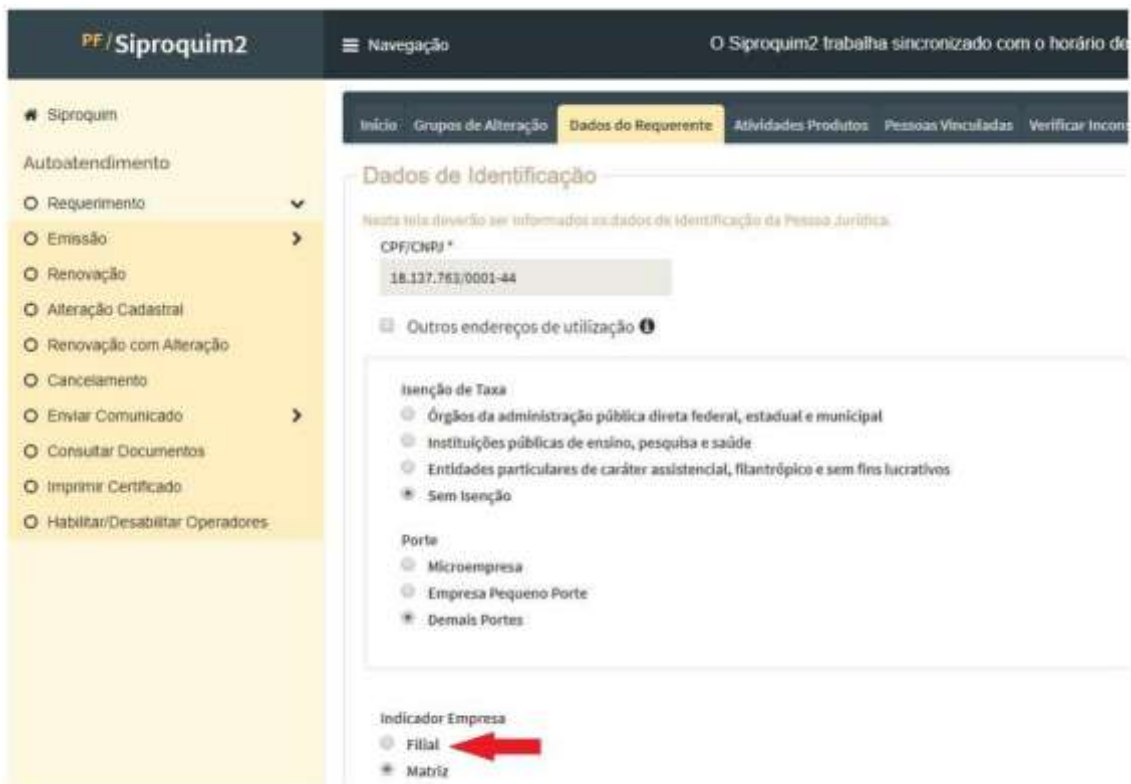 PF/Siproquim2
Navegação
O Siproquim2 trabalha sincronizado com o horário de
Siproquim
Autoatendimento
Requerimento
Emissão
Renovação
Alteração Cadastral
Renovação com Alteração
Cancelamento
Enviar Comunicado
Consultar Documentos
Imprimir Certificado
Habilitar/Desabilitar Operadores
Início Grupos de Alteração Dados do Requerente Atividades Produtos Pessoas Vinculadas Verificar Incons
Dados de Identificação
Nesta tela deverão ser informados os dados de identificação da Pessoa Jurídica.
CPF/CNPJ *
18.137.763/0001-44
Outros endereços de utilização
Isenção de Taxa
Órgãos da administração pública direta federal, estadual e municipal
Instituições públicas de ensino, pesquisa e saúde
Entidades particulares de caráter assistencial, filantrópico e sem fins lucrativos
Sem Isenção
Porte
Microempresa
Empresa Pequeno Porte
Demais Portes
Indicador Empresa
Filial
Matriz